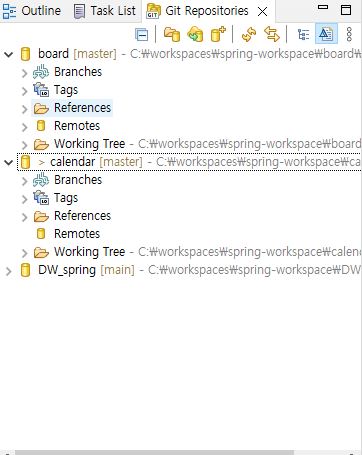 Outline Task List Git Repositories
board [master] - C:₩workspaces₩spring-workspace₩board₩
Branches
Tags
References
Remotes
Working Tree - C:₩workspaces₩spring-workspace₩board
> calendar [master] - C:₩workspaces₩spring-workspace₩ca
Branches
Tags
References
Remotes
Working Tree - C:₩workspaces₩spring-workspace₩calen
DW_spring [main] - C:₩workspaces₩spring-workspace₩DW